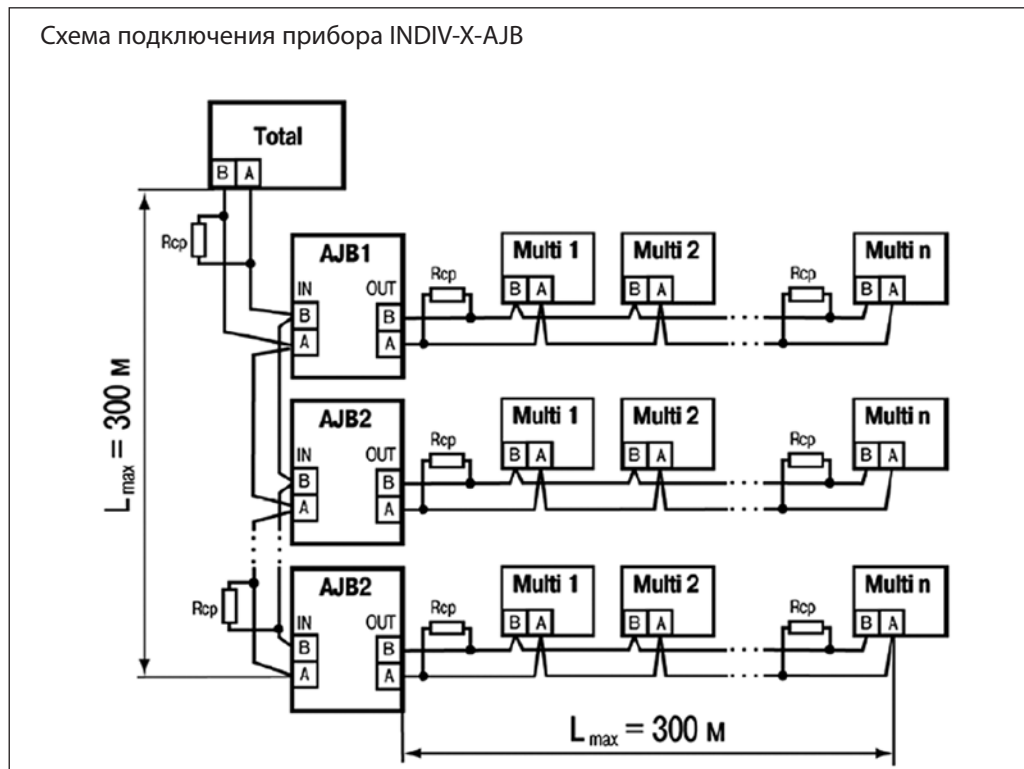 Схема подключения прибора INDIV-X-AJB
Total
B A
Rcp
L max = 300 м
AJB1
IN OUT
B B
A A
Rcp
Multi 1
B A
Multi 2
B A
Rcp
Multi n
B A
AJB2
IN OUT
B B
A A
Rcp
Multi 1
B A
Multi 2
B A
Rcp
Multi n
B A
Rcp
AJB2
IN OUT
B B
A A
Rcp
Multi 1
B A
Multi 2
B A
Rcp
Multi n
B A
L max = 300 м